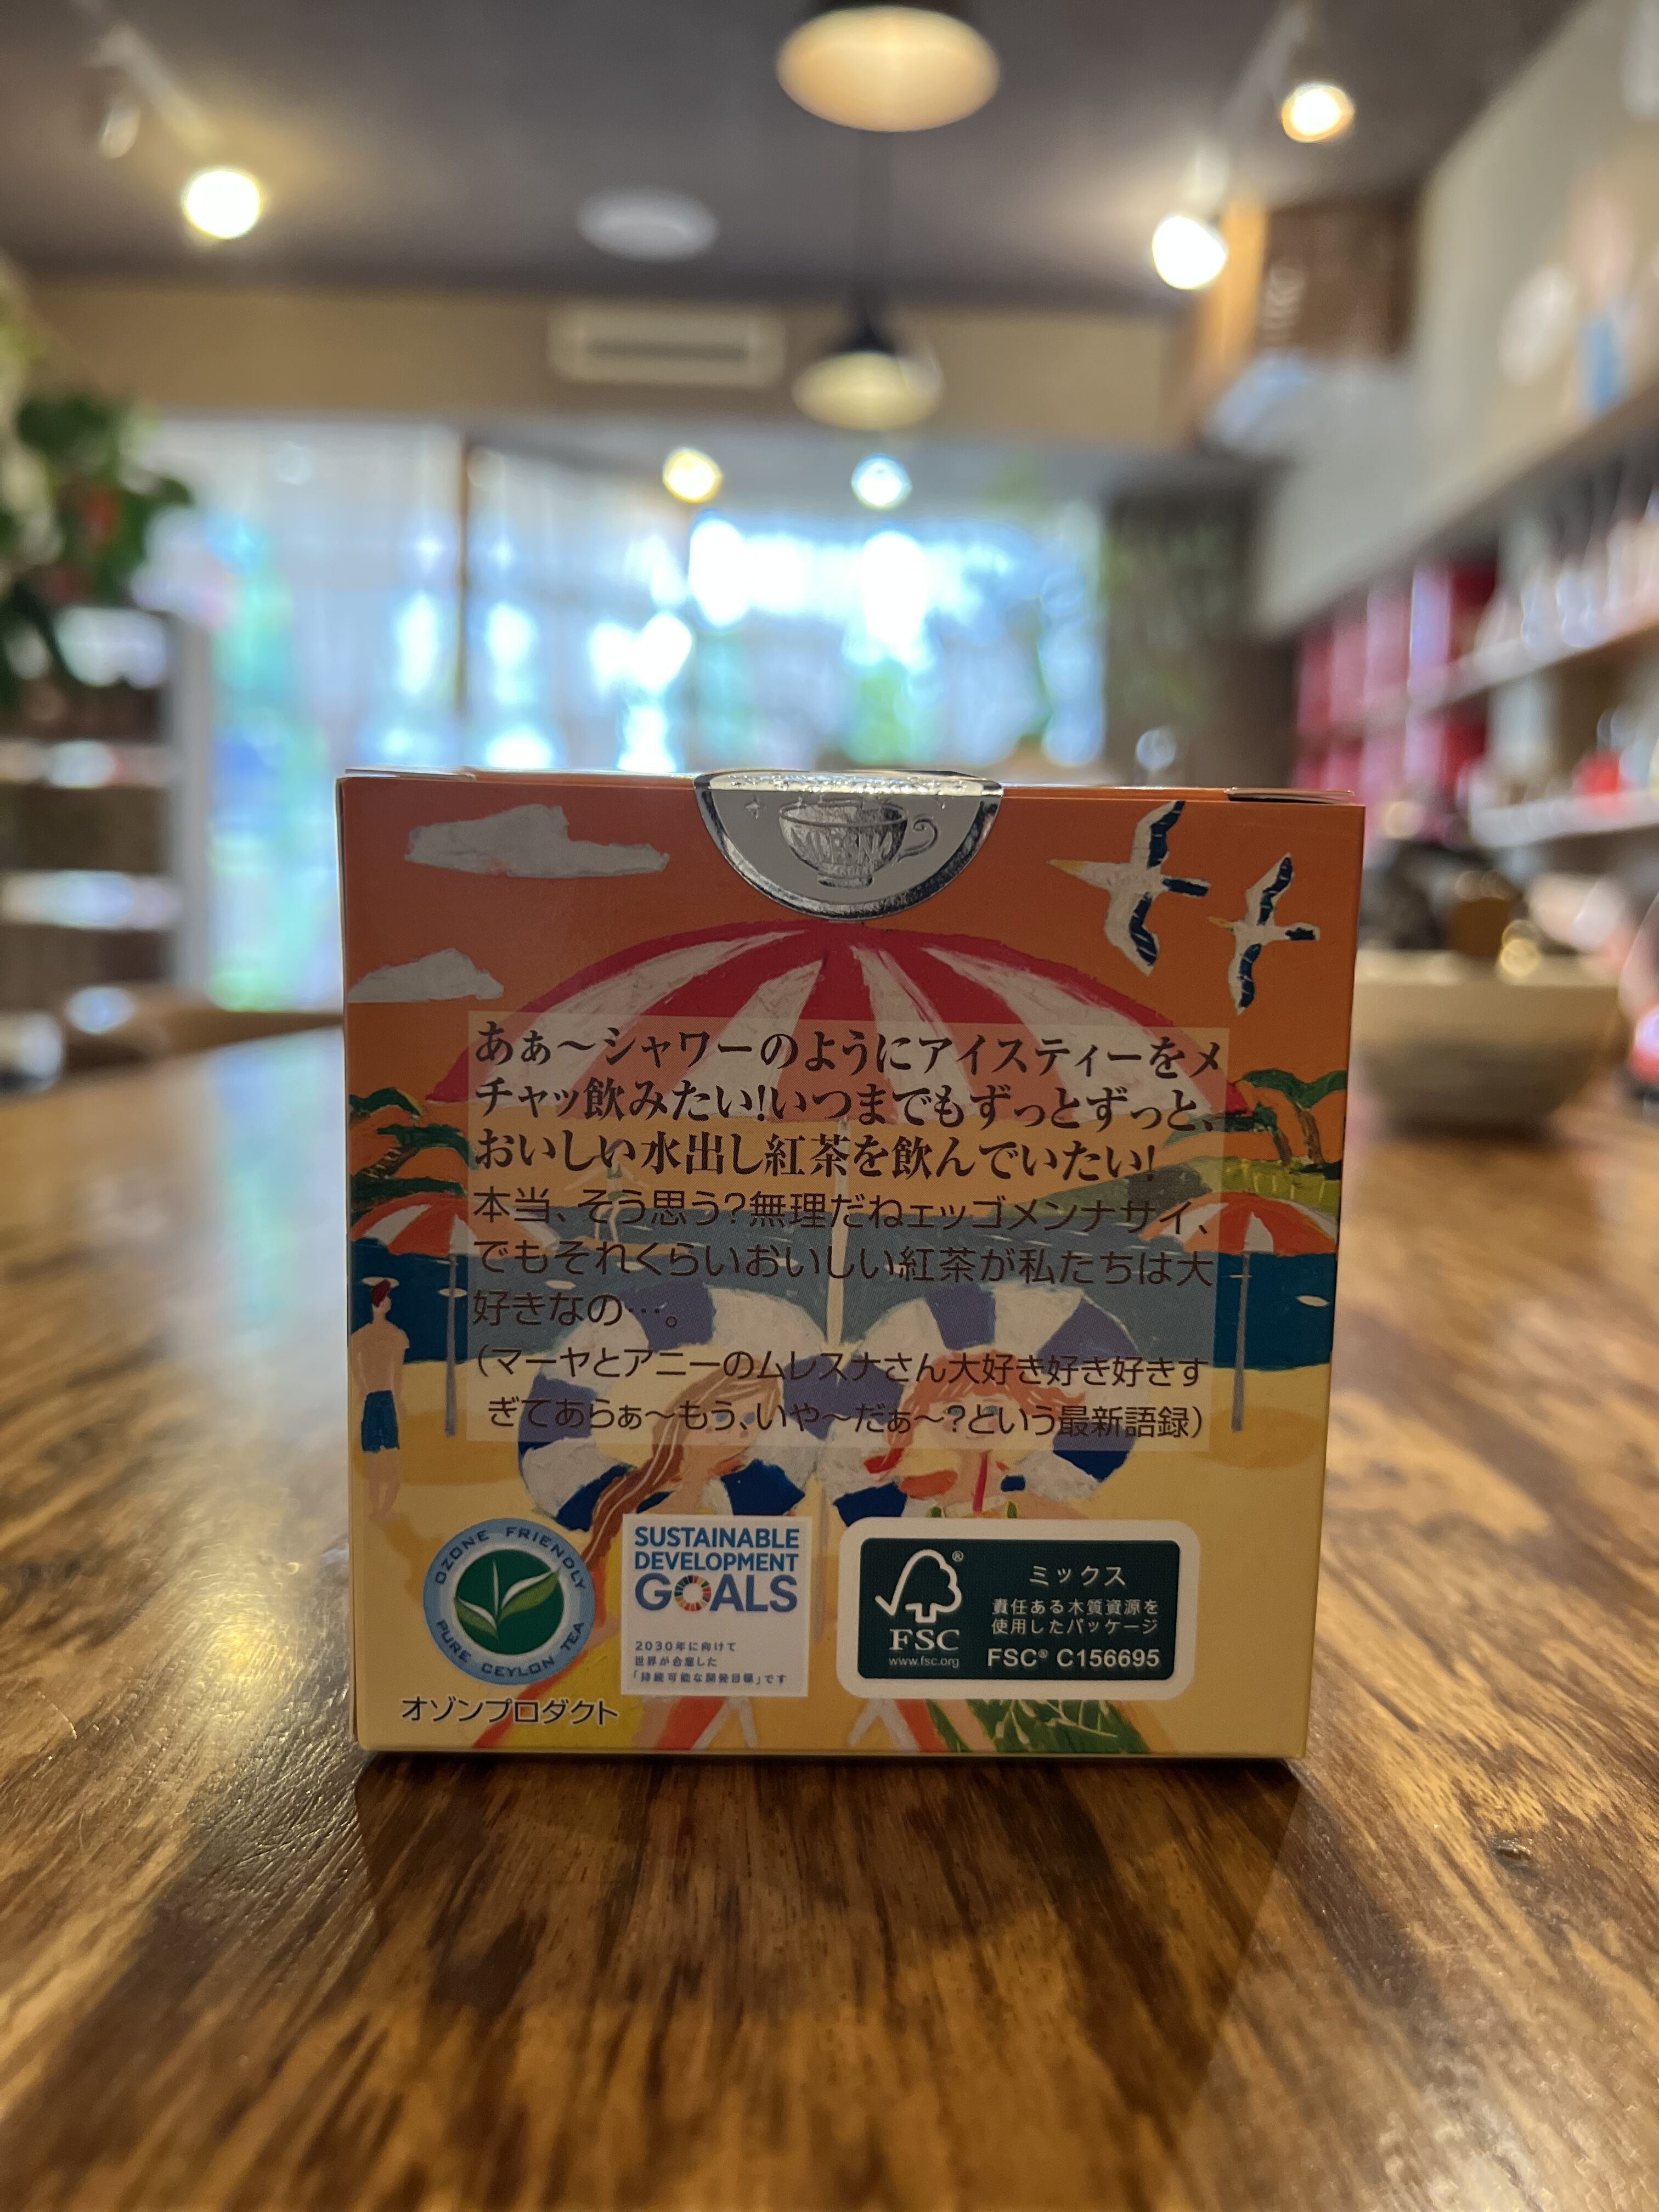 あぁ～シャワーのようにアイスティーをメ
チャッ飲みたい!いつまでもずっとずっと、
おいしい水出し紅茶を飲んでいたい!
本当、そう思う?無理だねェッゴメンナサイ、
でもそれくらいおいしい紅茶が私たちは大
好きなの…。
(マーヤとアニーのムレスナさん大好き好き好きす
ぎてあらぁ～もう、いや～だぁ～?という最新語録)
OZONE FRIENDLY
PURE CEYLON TEA
オゾンプロダクト
SUSTAINABLE
DEVELOPMENT
GOALS
2030年に向けて
世界が合意した
「持続可能な開発目標」です
FSC
www.fsc.org
ミックス
責任ある木質資源を
使用したパッケージ
FSC® C156695